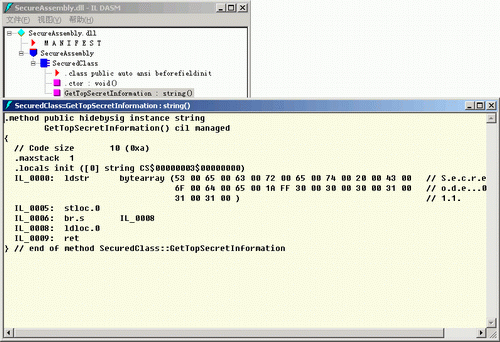 SecureAssembly.dll - IL DASM
文件(F) 视图(V) 帮助(H)
SecureAssembly.dll
M A N I F E S T
SecureAssembly
SecuredClass
.class public auto ansi beforefieldinit
.ctor : void()
GetTopSecretInformation : string()
SecuredClass::GetTopSecretInformation : string()
.method public hidebysig instance string
GetTopSecretInformation() cil managed
{
// Code size 10 (0xa)
.maxstack 1
.locals init ([0] string CS$00000003$00000000)
IL_0000: ldstr bytearray (53 00 65 00 63 00 72 00 65 00 74 00 20 00 43 00 // S.e.c.r.e
6F 00 64 00 65 00 1A FF 30 00 30 00 30 00 31 00 // o.d.e...0
31 00 31 00 ) // 1.1.
IL_0005: stloc.0
IL_0006: br.s IL_0008
IL_0008: ldloc.0
IL_0009: ret
} // end of method SecuredClass::GetTopSecretInformation